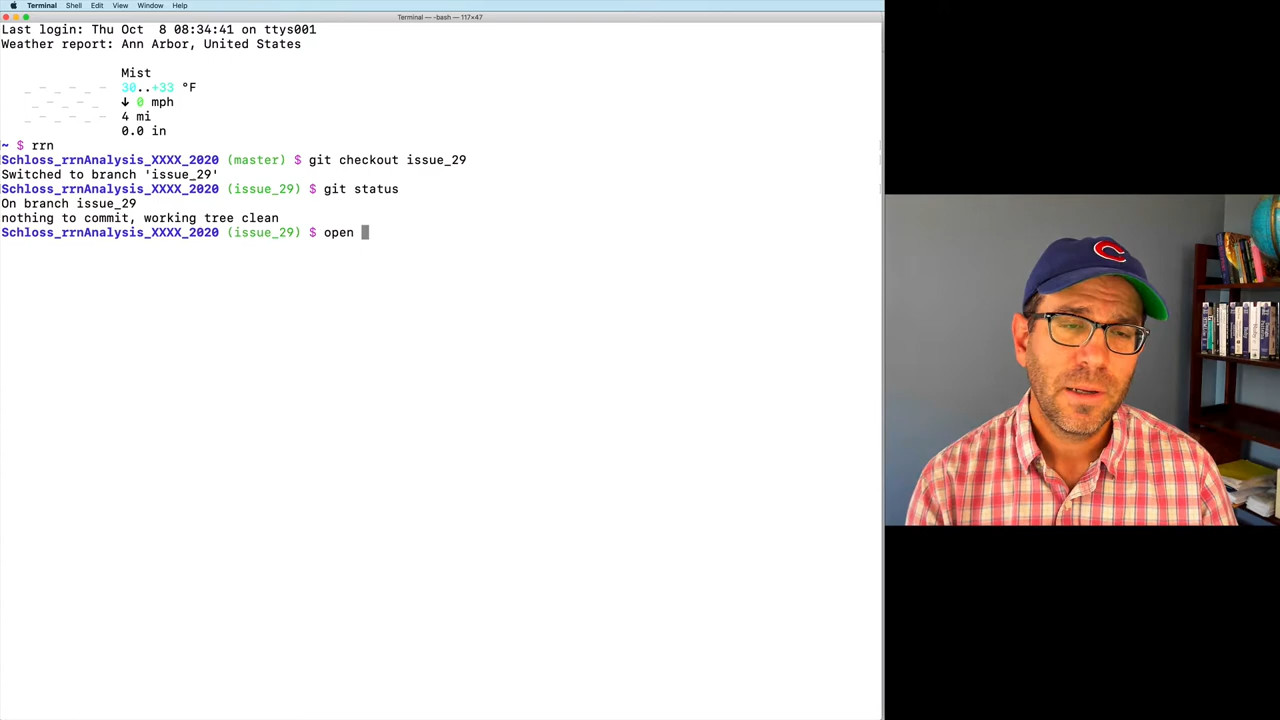 Terminal Shell Edit View Window Help
Terminal — -bash — 117×47
Last login: Thu Oct  8 08:34:41 on ttys001
Weather report: Ann Arbor, United States
Mist
30..+33 °F
↓ 0 mph
4 mi
0.0 in
~ $ rrn
Schloss_rrnAnalysis_XXXX_2020 (master) $ git checkout issue_29
Switched to branch 'issue_29'
Schloss_rrnAnalysis_XXXX_2020 (issue_29) $ git status
On branch issue_29
nothing to commit, working tree clean
Schloss_rrnAnalysis_XXXX_2020 (issue_29) $ open
C